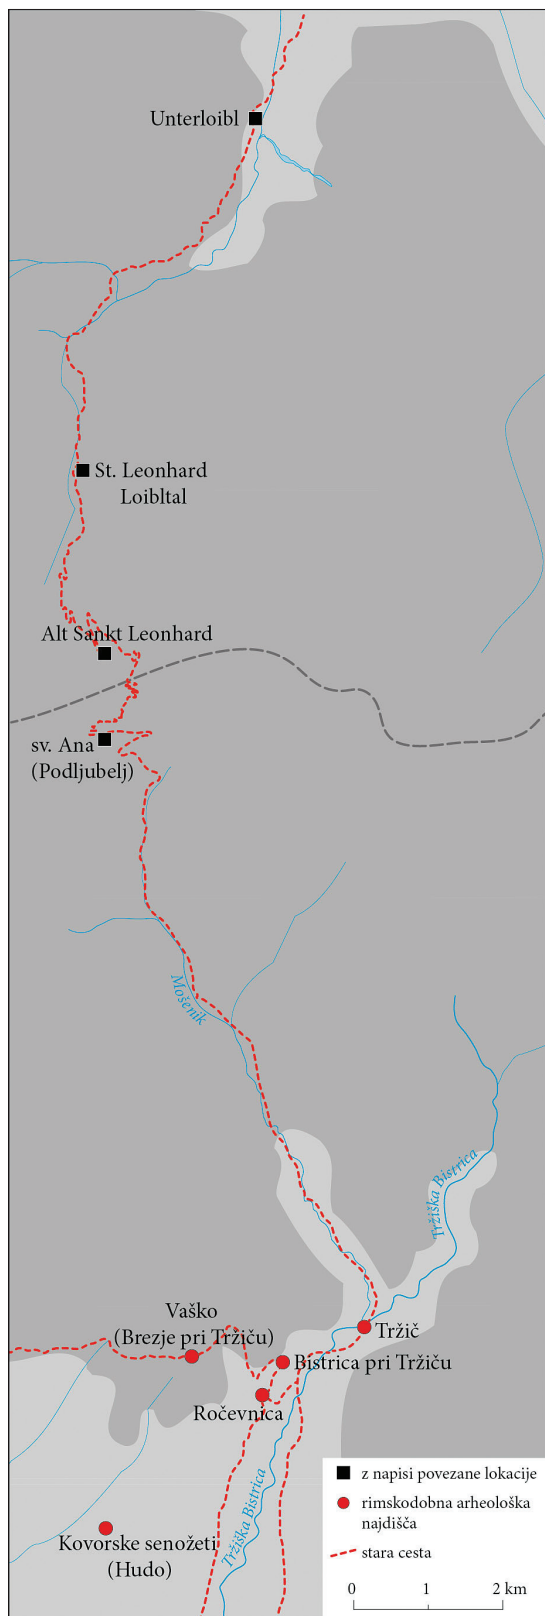 Unterloibl
St. Leonhard
Loibltal
Alt Sankt Leonhard
sv. Ana
(Podljubelj)
Mošenik
Tržiška Bistrica
Vaško
(Brezje pri Tržiču)
Tržič
Bistrica pri Tržiču
Ročevnica
Tržiška Bistrica
Kovorske senožeti
(Hudo)
z napisi povezane lokacije
rimskodobna arheološka
najdišča
stara cesta
0 1 2 km